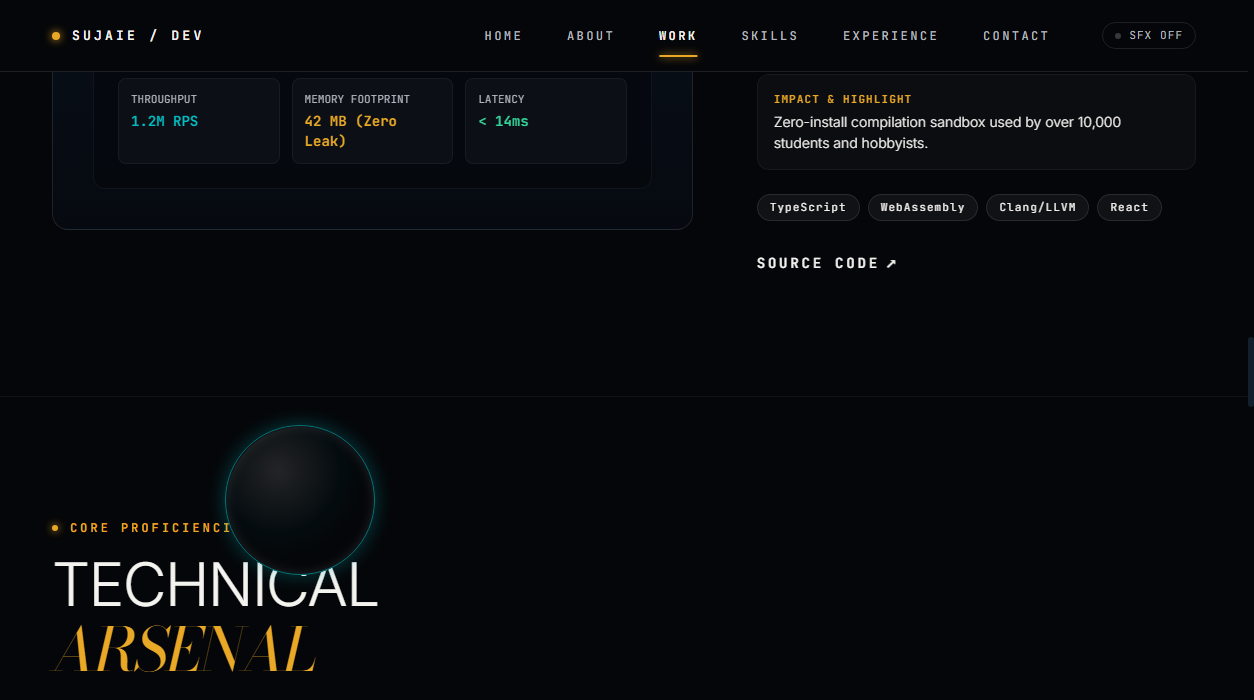 SUJAIE / DEV
HOME ABOUT WORK SKILLS EXPERIENCE CONTACT SFX OFF
THROUGHPUT
1.2M RPS
MEMORY FOOTPRINT
42 MB (Zero
Leak)
LATENCY
< 14ms
IMPACT & HIGHLIGHT
Zero-install compilation sandbox used by over 10,000
students and hobbyists.
TypeScript WebAssembly Clang/LLVM React
SOURCE CODE ↗
CORE PROFICIENCI
TECHNICAL
ARSENAL